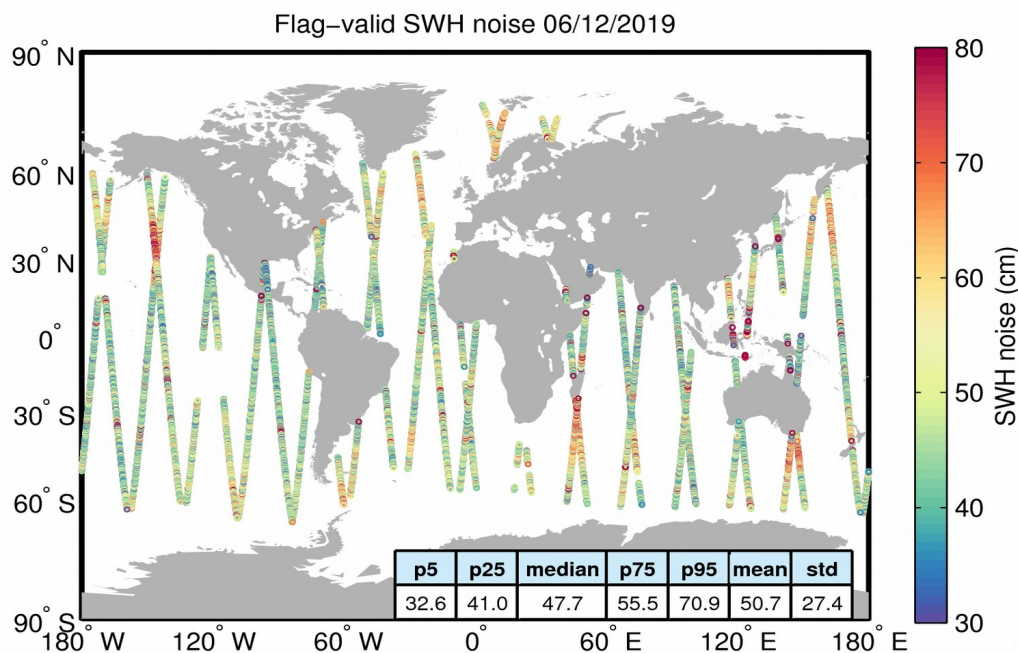 Flag−valid SWH noise 06/12/2019
90° N
60° N
30° N
0°
30° S
60° S
90° S
180° W
120° W
60° W
0°
60° E
120° E
180° E
p5 p25 median p75 p95 mean std
32.6 41.0 47.7 55.5 70.9 50.7 27.4
80
70
60
50
40
30
SWH noise (cm)